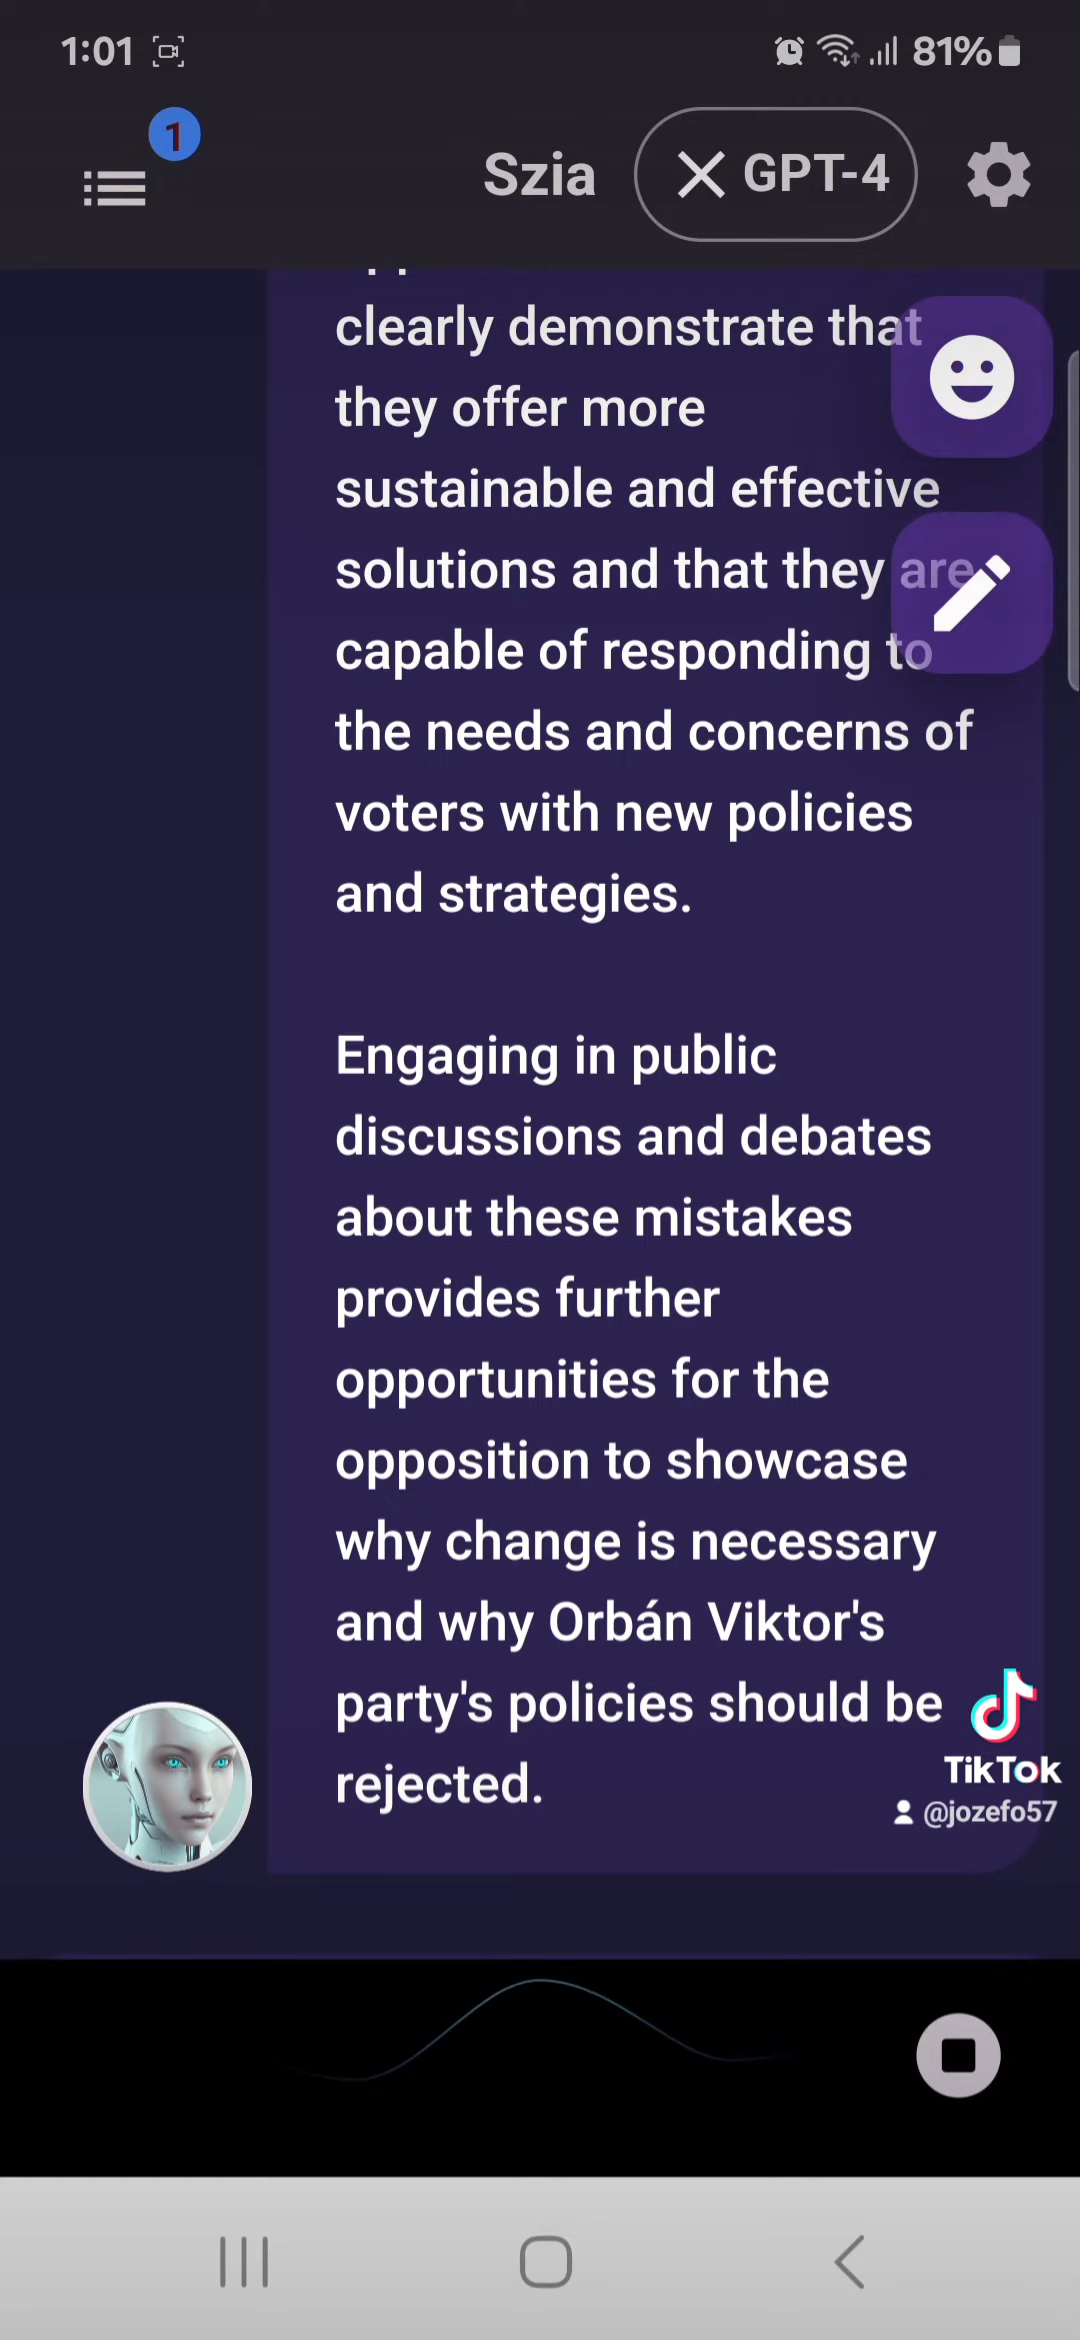 1:01
81%
1
Szia
GPT-4
clearly demonstrate that
they offer more
sustainable and effective
solutions and that they are
capable of responding to
the needs and concerns of
voters with new policies
and strategies.
Engaging in public
discussions and debates
about these mistakes
provides further
opportunities for the
opposition to showcase
why change is necessary
and why Orbán Viktor's
party's policies should be
rejected.
TikTok
@jozefo57